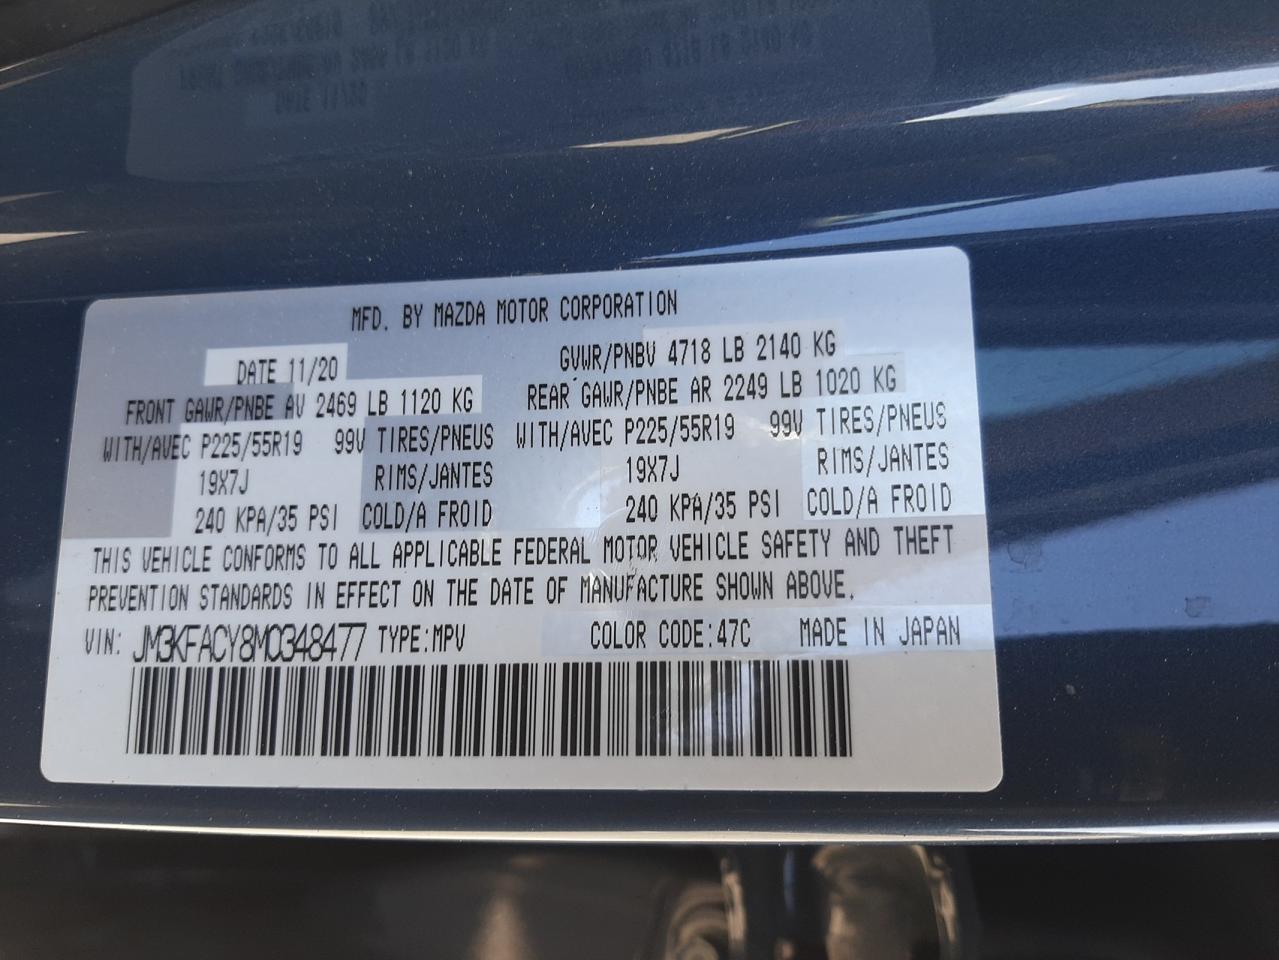 MFD. BY MAZDA MOTOR CORPORATION
DATE 11/20 GVWR/PNBV 4718 LB 2140 KG
FRONT GAWR/PNBE AV 2469 LB 1120 KG REAR GAWR/PNBE AR 2249 LB 1020 KG
WITH/AVEC P225/55R19 99V TIRES/PNEUS WITH/AVEC P225/55R19 99V TIRES/PNEUS
19X7J RIMS/JANTES 19X7J RIMS/JANTES
240 KPA/35 PSI COLD/A FROID 240 KPA/35 PSI COLD/A FROID
THIS VEHICLE CONFORMS TO ALL APPLICABLE FEDERAL MOTOR VEHICLE SAFETY AND THEFT
PREVENTION STANDARDS IN EFFECT ON THE DATE OF MANUFACTURE SHOWN ABOVE.
VIN: JM3KFACY8M0348477 TYPE:MPV COLOR CODE:47C MADE IN JAPAN